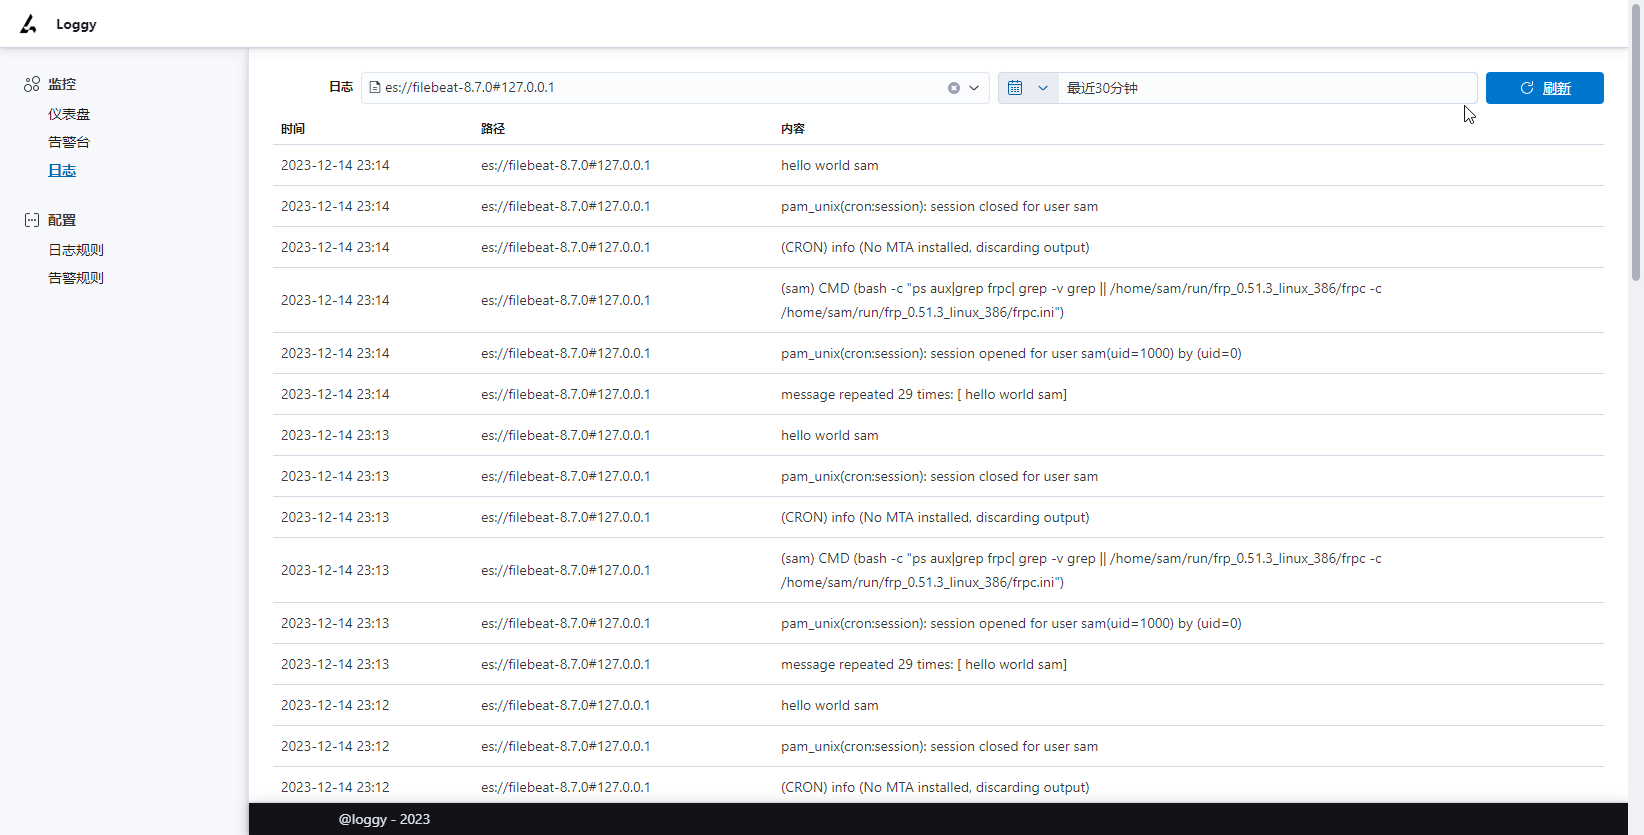 Loggy
监控
仪表盘
告警台
日志
配置
日志规则
告警规则
日志 es://filebeat-8.7.0#127.0.0.1 最近30分钟 刷新
时间 路径 内容
2023-12-14 23:14 es://filebeat-8.7.0#127.0.0.1 hello world sam
2023-12-14 23:14 es://filebeat-8.7.0#127.0.0.1 pam_unix(cron:session): session closed for user sam
2023-12-14 23:14 es://filebeat-8.7.0#127.0.0.1 (CRON) info (No MTA installed, discarding output)
2023-12-14 23:14 es://filebeat-8.7.0#127.0.0.1 (sam) CMD (bash -c "ps aux|grep frpc| grep -v grep || /home/sam/run/frp_0.51.3_linux_386/frpc -c
/home/sam/run/frp_0.51.3_linux_386/frpc.ini")
2023-12-14 23:14 es://filebeat-8.7.0#127.0.0.1 pam_unix(cron:session): session opened for user sam(uid=1000) by (uid=0)
2023-12-14 23:14 es://filebeat-8.7.0#127.0.0.1 message repeated 29 times: [ hello world sam]
2023-12-14 23:13 es://filebeat-8.7.0#127.0.0.1 hello world sam
2023-12-14 23:13 es://filebeat-8.7.0#127.0.0.1 pam_unix(cron:session): session closed for user sam
2023-12-14 23:13 es://filebeat-8.7.0#127.0.0.1 (CRON) info (No MTA installed, discarding output)
2023-12-14 23:13 es://filebeat-8.7.0#127.0.0.1 (sam) CMD (bash -c "ps aux|grep frpc| grep -v grep || /home/sam/run/frp_0.51.3_linux_386/frpc -c
/home/sam/run/frp_0.51.3_linux_386/frpc.ini")
2023-12-14 23:13 es://filebeat-8.7.0#127.0.0.1 pam_unix(cron:session): session opened for user sam(uid=1000) by (uid=0)
2023-12-14 23:13 es://filebeat-8.7.0#127.0.0.1 message repeated 29 times: [ hello world sam]
2023-12-14 23:12 es://filebeat-8.7.0#127.0.0.1 hello world sam
2023-12-14 23:12 es://filebeat-8.7.0#127.0.0.1 pam_unix(cron:session): session closed for user sam
2023-12-14 23:12 es://filebeat-8.7.0#127.0.0.1 (CRON) info (No MTA installed, discarding output)
@loggy - 2023